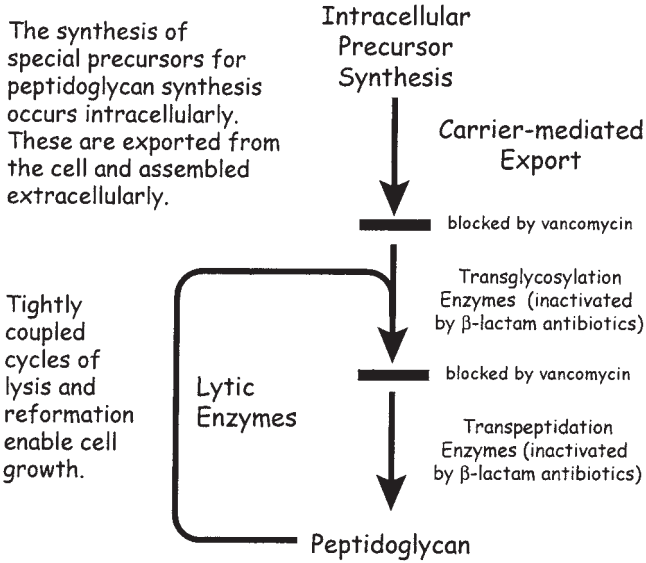 The synthesis of
special precursors for
peptidoglycan synthesis
occurs intracellularly.
These are exported from
the cell and assembled
extracellularly.
Intracellular
Precursor
Synthesis
Carrier-mediated
Export
blocked by vancomycin
Transglycosylation
Enzymes (inactivated
by β-lactam antibiotics)
blocked by vancomycin
Tightly
coupled
cycles of
lysis and
reformation
enable cell
growth.
Lytic
Enzymes
Transpeptidation
Enzymes (inactivated
by β-lactam antibiotics)
Peptidoglycan